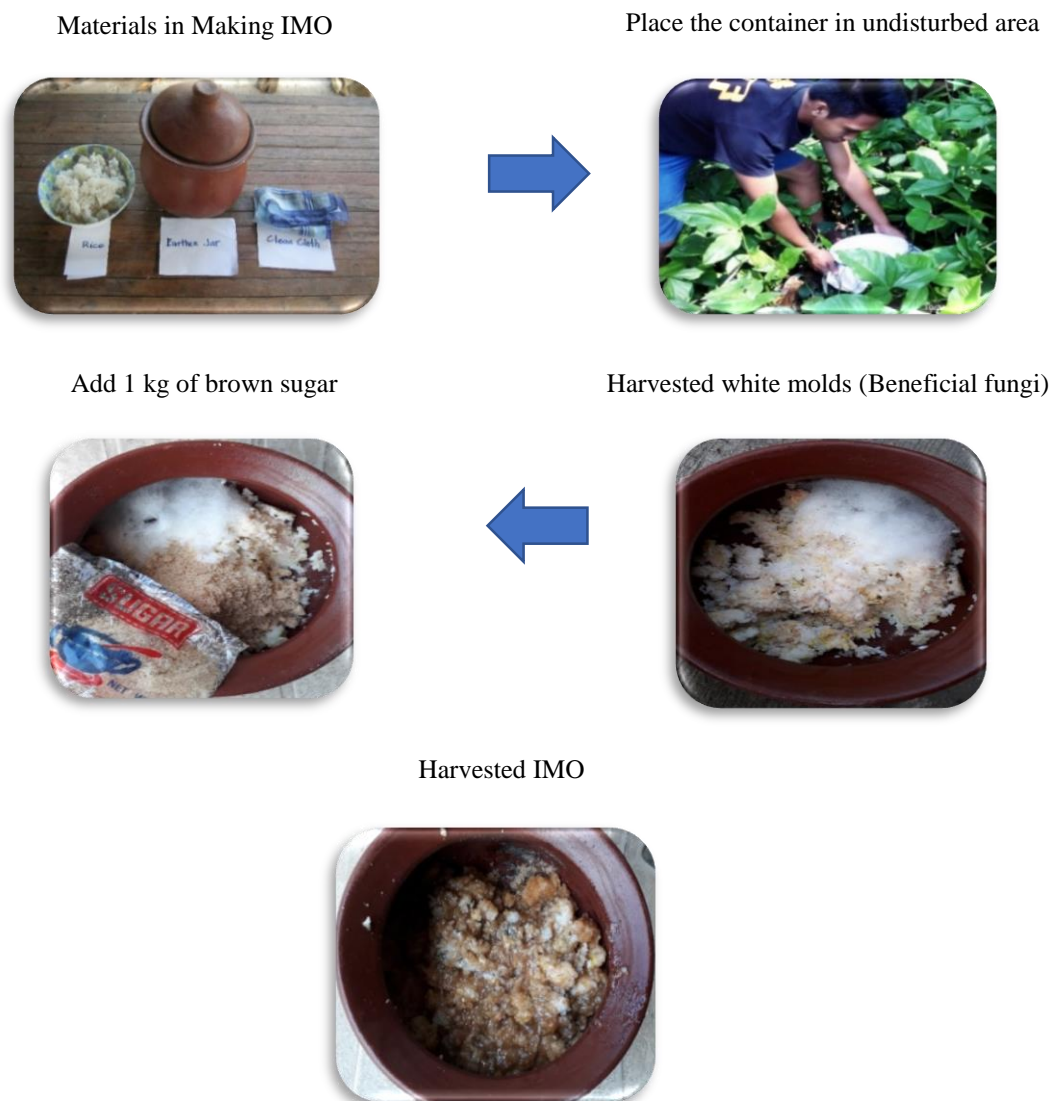 Materials in Making IMO
Place the container in undisturbed area
Rice
Earthen Jar
Clean Cloth
Add 1 kg of brown sugar
Harvested white molds (Beneficial fungi)
SUGAR
NET
Harvested IMO